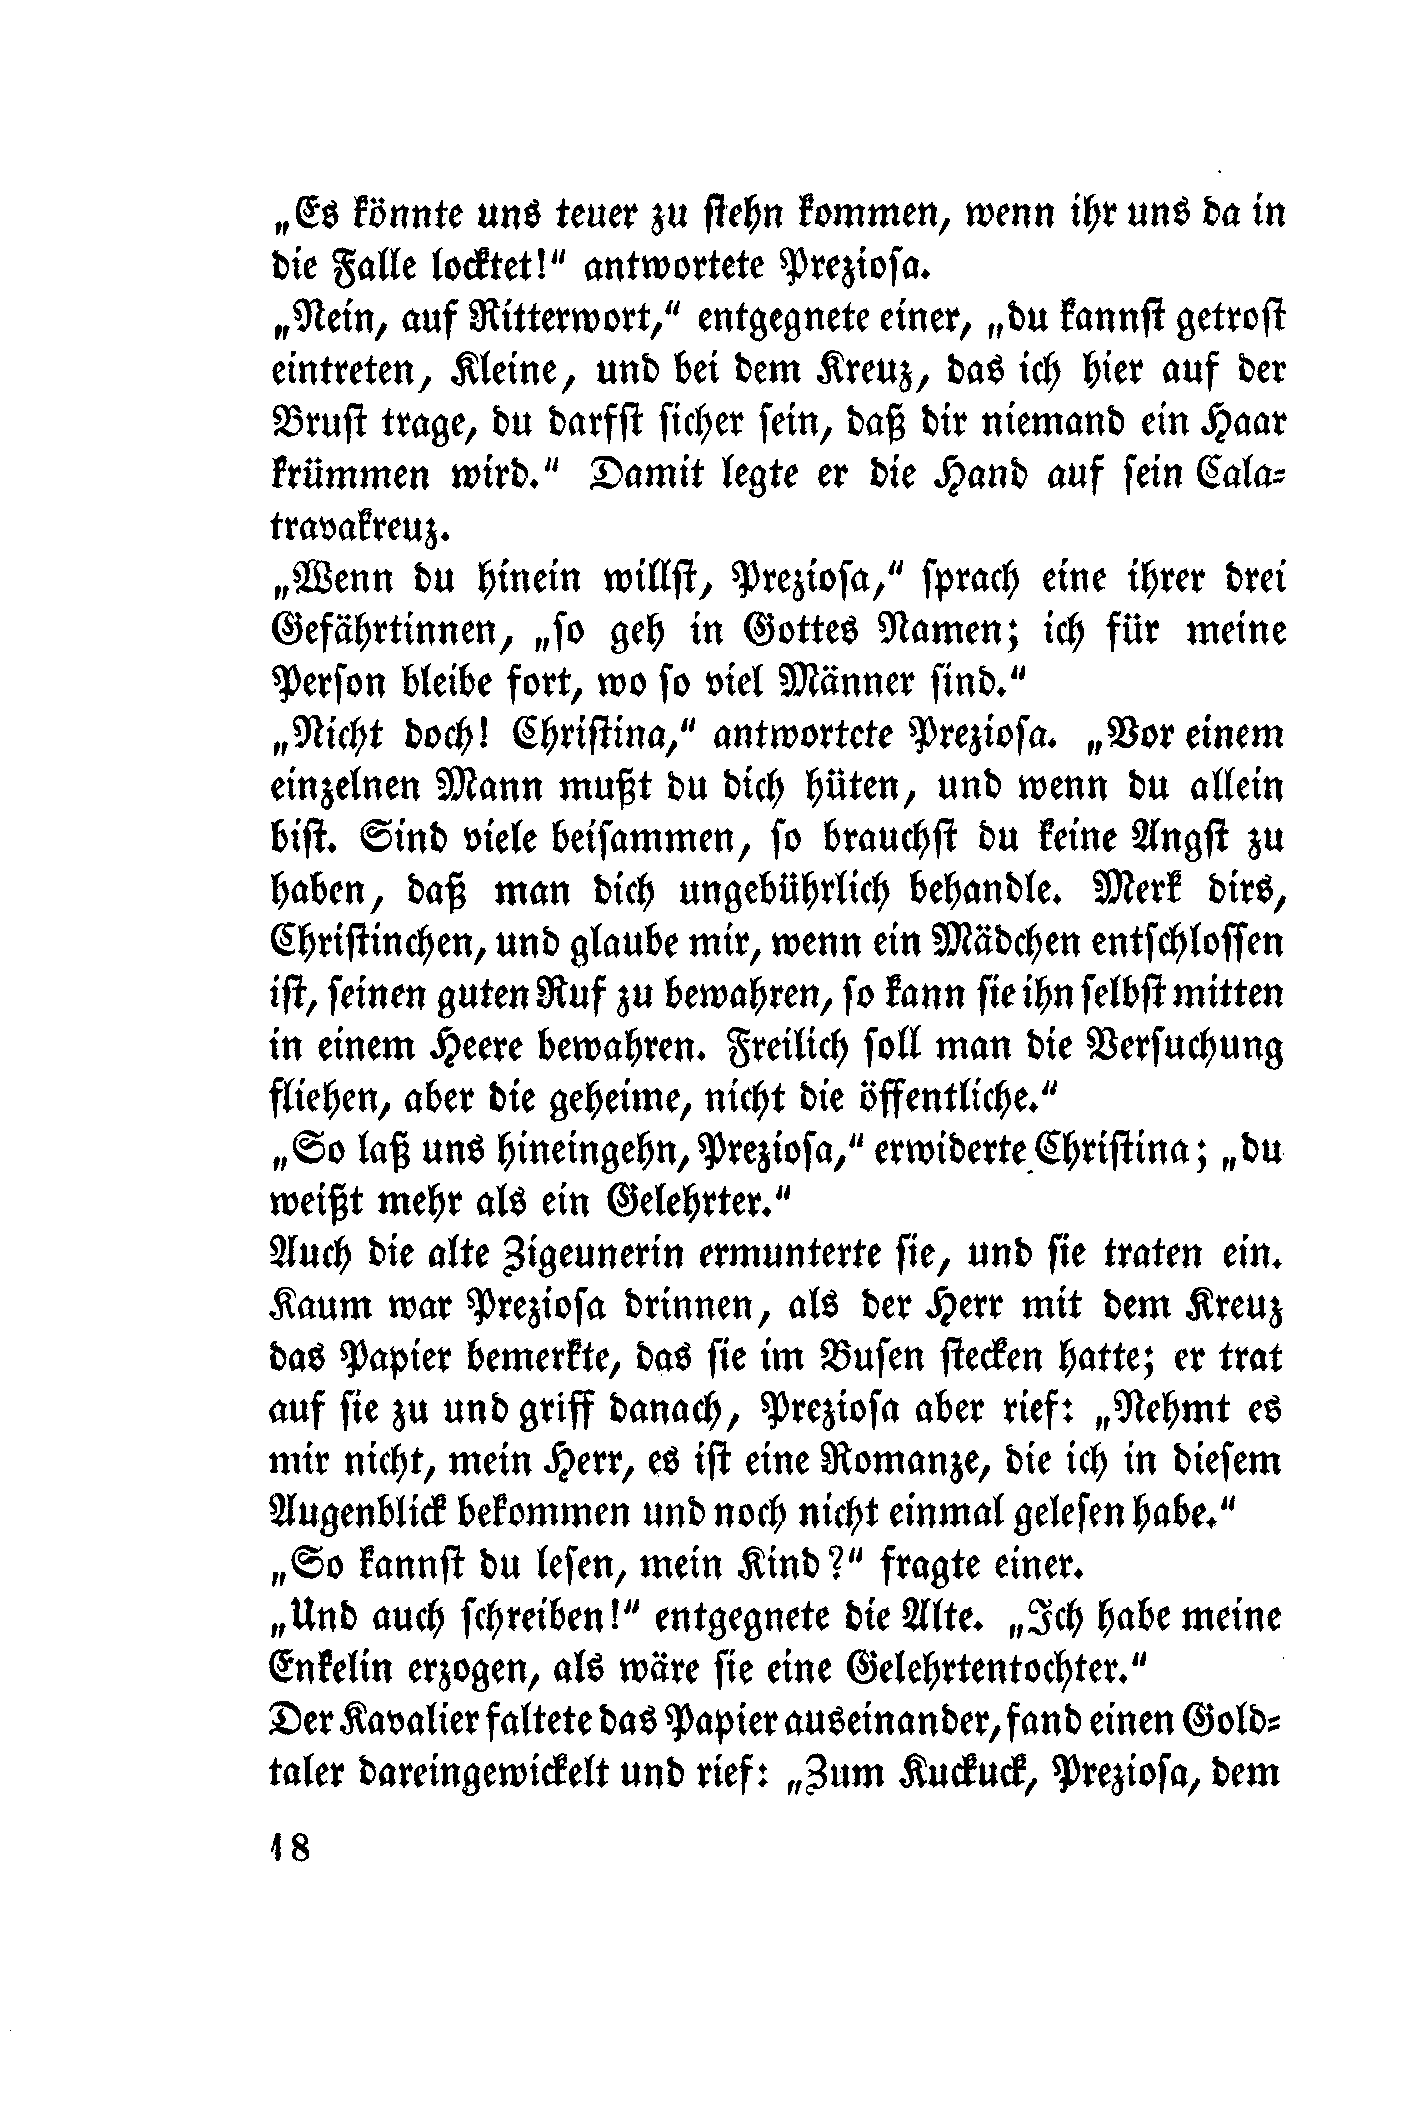 „Es könnte uns teuer zu stehn kommen, wenn ihr uns da in
die Falle locktet!“ antwortete Preziosa.
„Nein, auf Ritterwort,“ entgegnete einer, „du kannst getrost
eintreten, Kleine, und bei dem Kreuz, das ich hier auf der
Brust trage, du darfst sicher sein, daß dir niemand ein Haar
krümmen wird.“ Damit legte er die Hand auf sein Cala-
travakreuz.
„Wenn du hinein willst, Preziosa,“ sprach eine ihrer drei
Gefährtinnen, „so geh in Gottes Namen; ich für meine
Person bleibe fort, wo so viel Männer sind.“
„Nicht doch! Christina,“ antwortete Preziosa. „Vor einem
einzelnen Mann mußt du dich hüten, und wenn du allein
bist. Sind viele beisammen, so brauchst du keine Angst zu
haben, daß man dich ungebührlich behandle. Merk dirs,
Christinchen, und glaube mir, wenn ein Mädchen entschlossen
ist, seinen guten Ruf zu bewahren, so kann sie ihn selbst mitten
in einem Heere bewahren. Freilich soll man die Versuchung
fliehen, aber die geheime, nicht die öffentliche.“
„So laß uns hineingehn, Preziosa,“ erwiderte Christina; „du
weißt mehr als ein Gelehrter.“
Auch die alte Zigeunerin ermunterte sie, und sie traten ein.
Kaum war Preziosa drinnen, als der Herr mit dem Kreuz
das Papier bemerkte, das sie im Busen stecken hatte; er trat
auf sie zu und griff danach, Preziosa aber rief: „Nehmt es
mir nicht, mein Herr, es ist eine Romanze, die ich in diesem
Augenblick bekommen und noch nicht einmal gelesen habe.“
„So kannst du lesen, mein Kind?“ fragte einer.
„Und auch schreiben!“ entgegnete die Alte. „Ich habe meine
Enkelin erzogen, als wäre sie eine Gelehrtentochter.“
Der Kavalier faltete das Papier auseinander, fand einen Gold-
taler dareingewickelt und rief: „Zum Kuckuck, Preziosa, dem
18